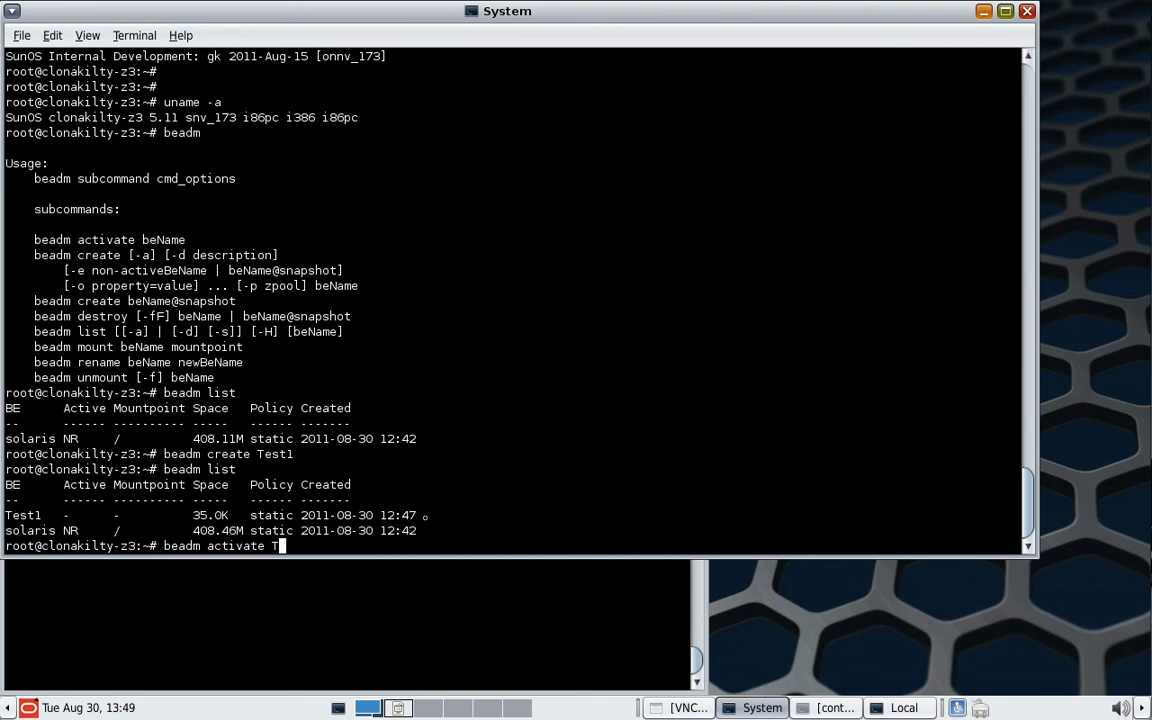 System
File Edit View Terminal Help
SunOS Internal Development: gk 2011-Aug-15 [onnv_173]
root@clonakilty-z3:~#
root@clonakilty-z3:~#
root@clonakilty-z3:~# uname -a
SunOS clonakilty-z3 5.11 snv_173 i86pc i386 i86pc
root@clonakilty-z3:~# beadm
Usage:
beadm subcommand cmd_options
subcommands:
beadm activate beName
beadm create [-a] [-d description]
[-e non-activeBeName | beName@snapshot]
[-o property=value] ... [-p zpool] beName
beadm create beName@snapshot
beadm destroy [-fF] beName | beName@snapshot
beadm list [[-a] | [-d] [-s]] [-H] [beName]
beadm mount beName mountpoint
beadm rename beName newBeName
beadm unmount [-f] beName
root@clonakilty-z3:~# beadm list
BE Active Mountpoint Space Policy Created
-- ------ ---------- ----- ------ -------
solaris NR / 408.11M static 2011-08-30 12:42
root@clonakilty-z3:~# beadm create Test1
root@clonakilty-z3:~# beadm list
BE Active Mountpoint Space Policy Created
-- ------ ---------- ----- ------ -------
Test1 - - 35.0K static 2011-08-30 12:47
solaris NR / 408.46M static 2011-08-30 12:42
root@clonakilty-z3:~# beadm activate T
Tue Aug 30, 13:49 [VNC... System [cont... Local